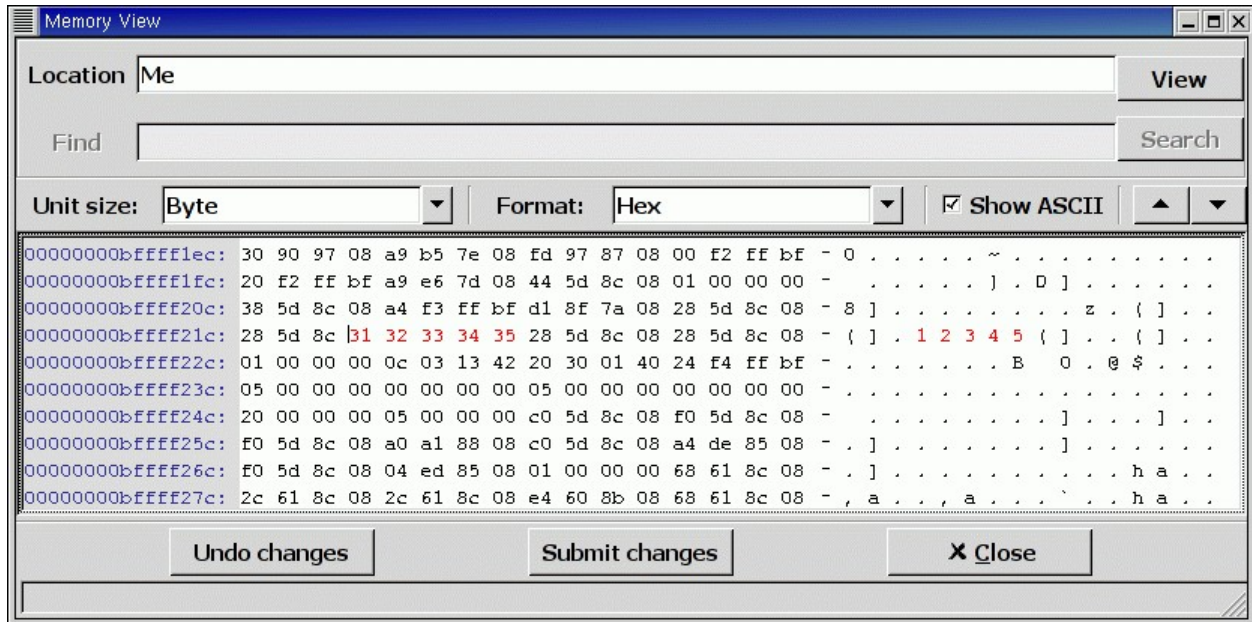 Memory View
Location Me View
Find Search
Unit size: Byte Format: Hex Show ASCII
00000000bffff1ec: 30 90 97 08 a9 b5 7e 08 fd 97 87 08 00 f2 ff bf - 0 . . . . . ~ . . . . . . . . .
00000000bffff1fc: 20 f2 ff bf a9 e6 7d 08 44 5d 8c 08 01 00 00 00 -   . . . . . } . D ] . . . . . .
00000000bffff20c: 38 5d 8c 08 a4 f3 ff bf d1 8f 7a 08 28 5d 8c 08 - 8 ] . . . . . . . . z . ( ] . .
00000000bffff21c: 28 5d 8c 31 32 33 34 35 28 5d 8c 08 28 5d 8c 08 - ( ] . 1 2 3 4 5 ( ] . . ( ] . .
00000000bffff22c: 01 00 00 00 0c 03 13 42 20 30 01 40 24 f4 ff bf - . . . . . . . B   0 . @ $ . . .
00000000bffff23c: 05 00 00 00 00 00 00 00 05 00 00 00 00 00 00 00 - . . . . . . . . . . . . . . . .
00000000bffff24c: 20 00 00 00 05 00 00 00 c0 5d 8c 08 f0 5d 8c 08 -   . . . . . . . . ] . . . ] . .
00000000bffff25c: f0 5d 8c 08 a0 a1 88 08 c0 5d 8c 08 a4 de 85 08 - . ] . . . . . . . ] . . . . . .
00000000bffff26c: f0 5d 8c 08 04 ed 85 08 01 00 00 00 68 61 8c 08 - . ] . . . . . . . . . . h a . .
00000000bffff27c: 2c 61 8c 08 2c 61 8c 08 e4 60 8b 08 68 61 8c 08 - , a . . , a . . . ` . . h a . .
Undo changes Submit changes Close